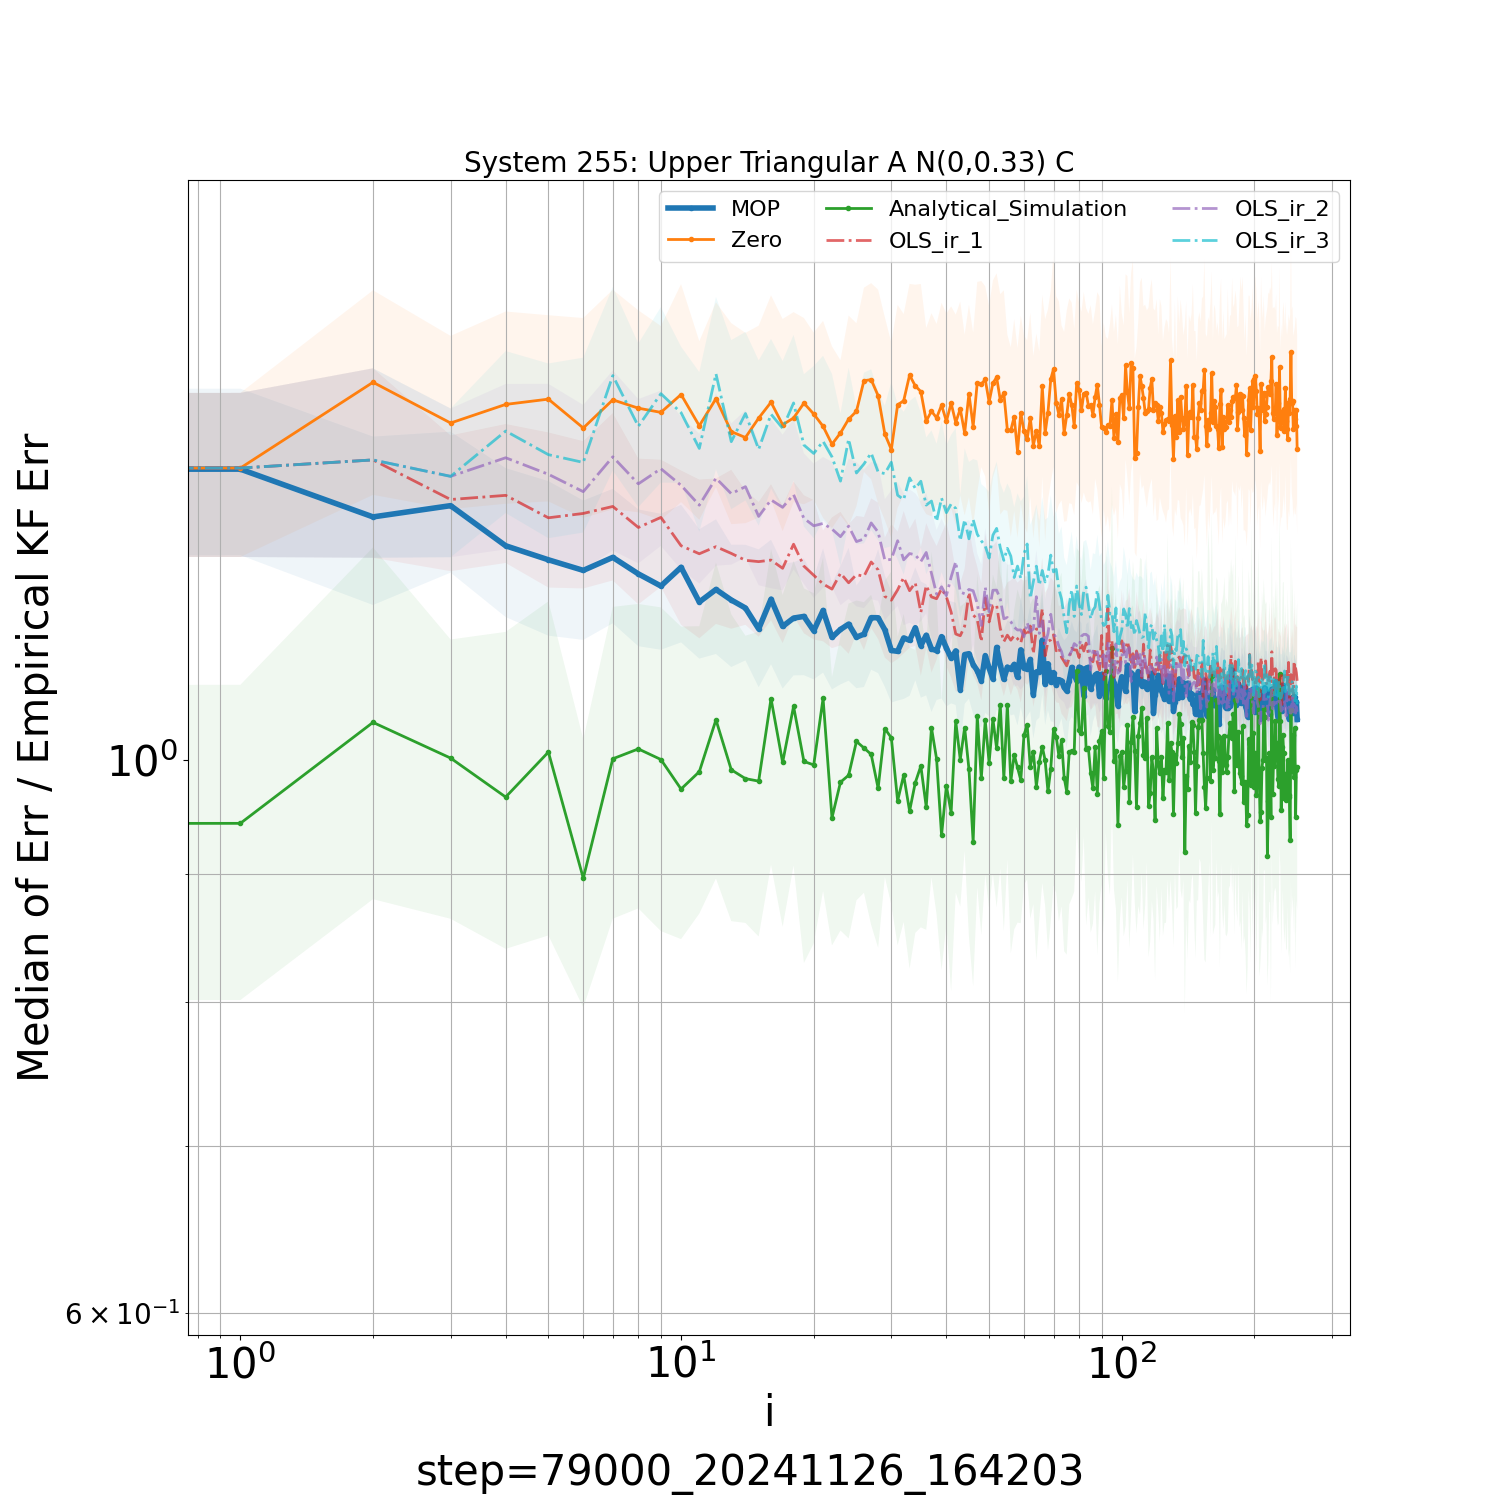 System 255: Upper Triangular A N(0,0.33) C
MOP
Zero
Analytical_Simulation
OLS_ir_1
OLS_ir_2
OLS_ir_3
Median of Err / Empirical KF Err
10⁰
6 × 10⁻¹
10⁰ 10¹ 10²
i
step=79000_20241126_164203